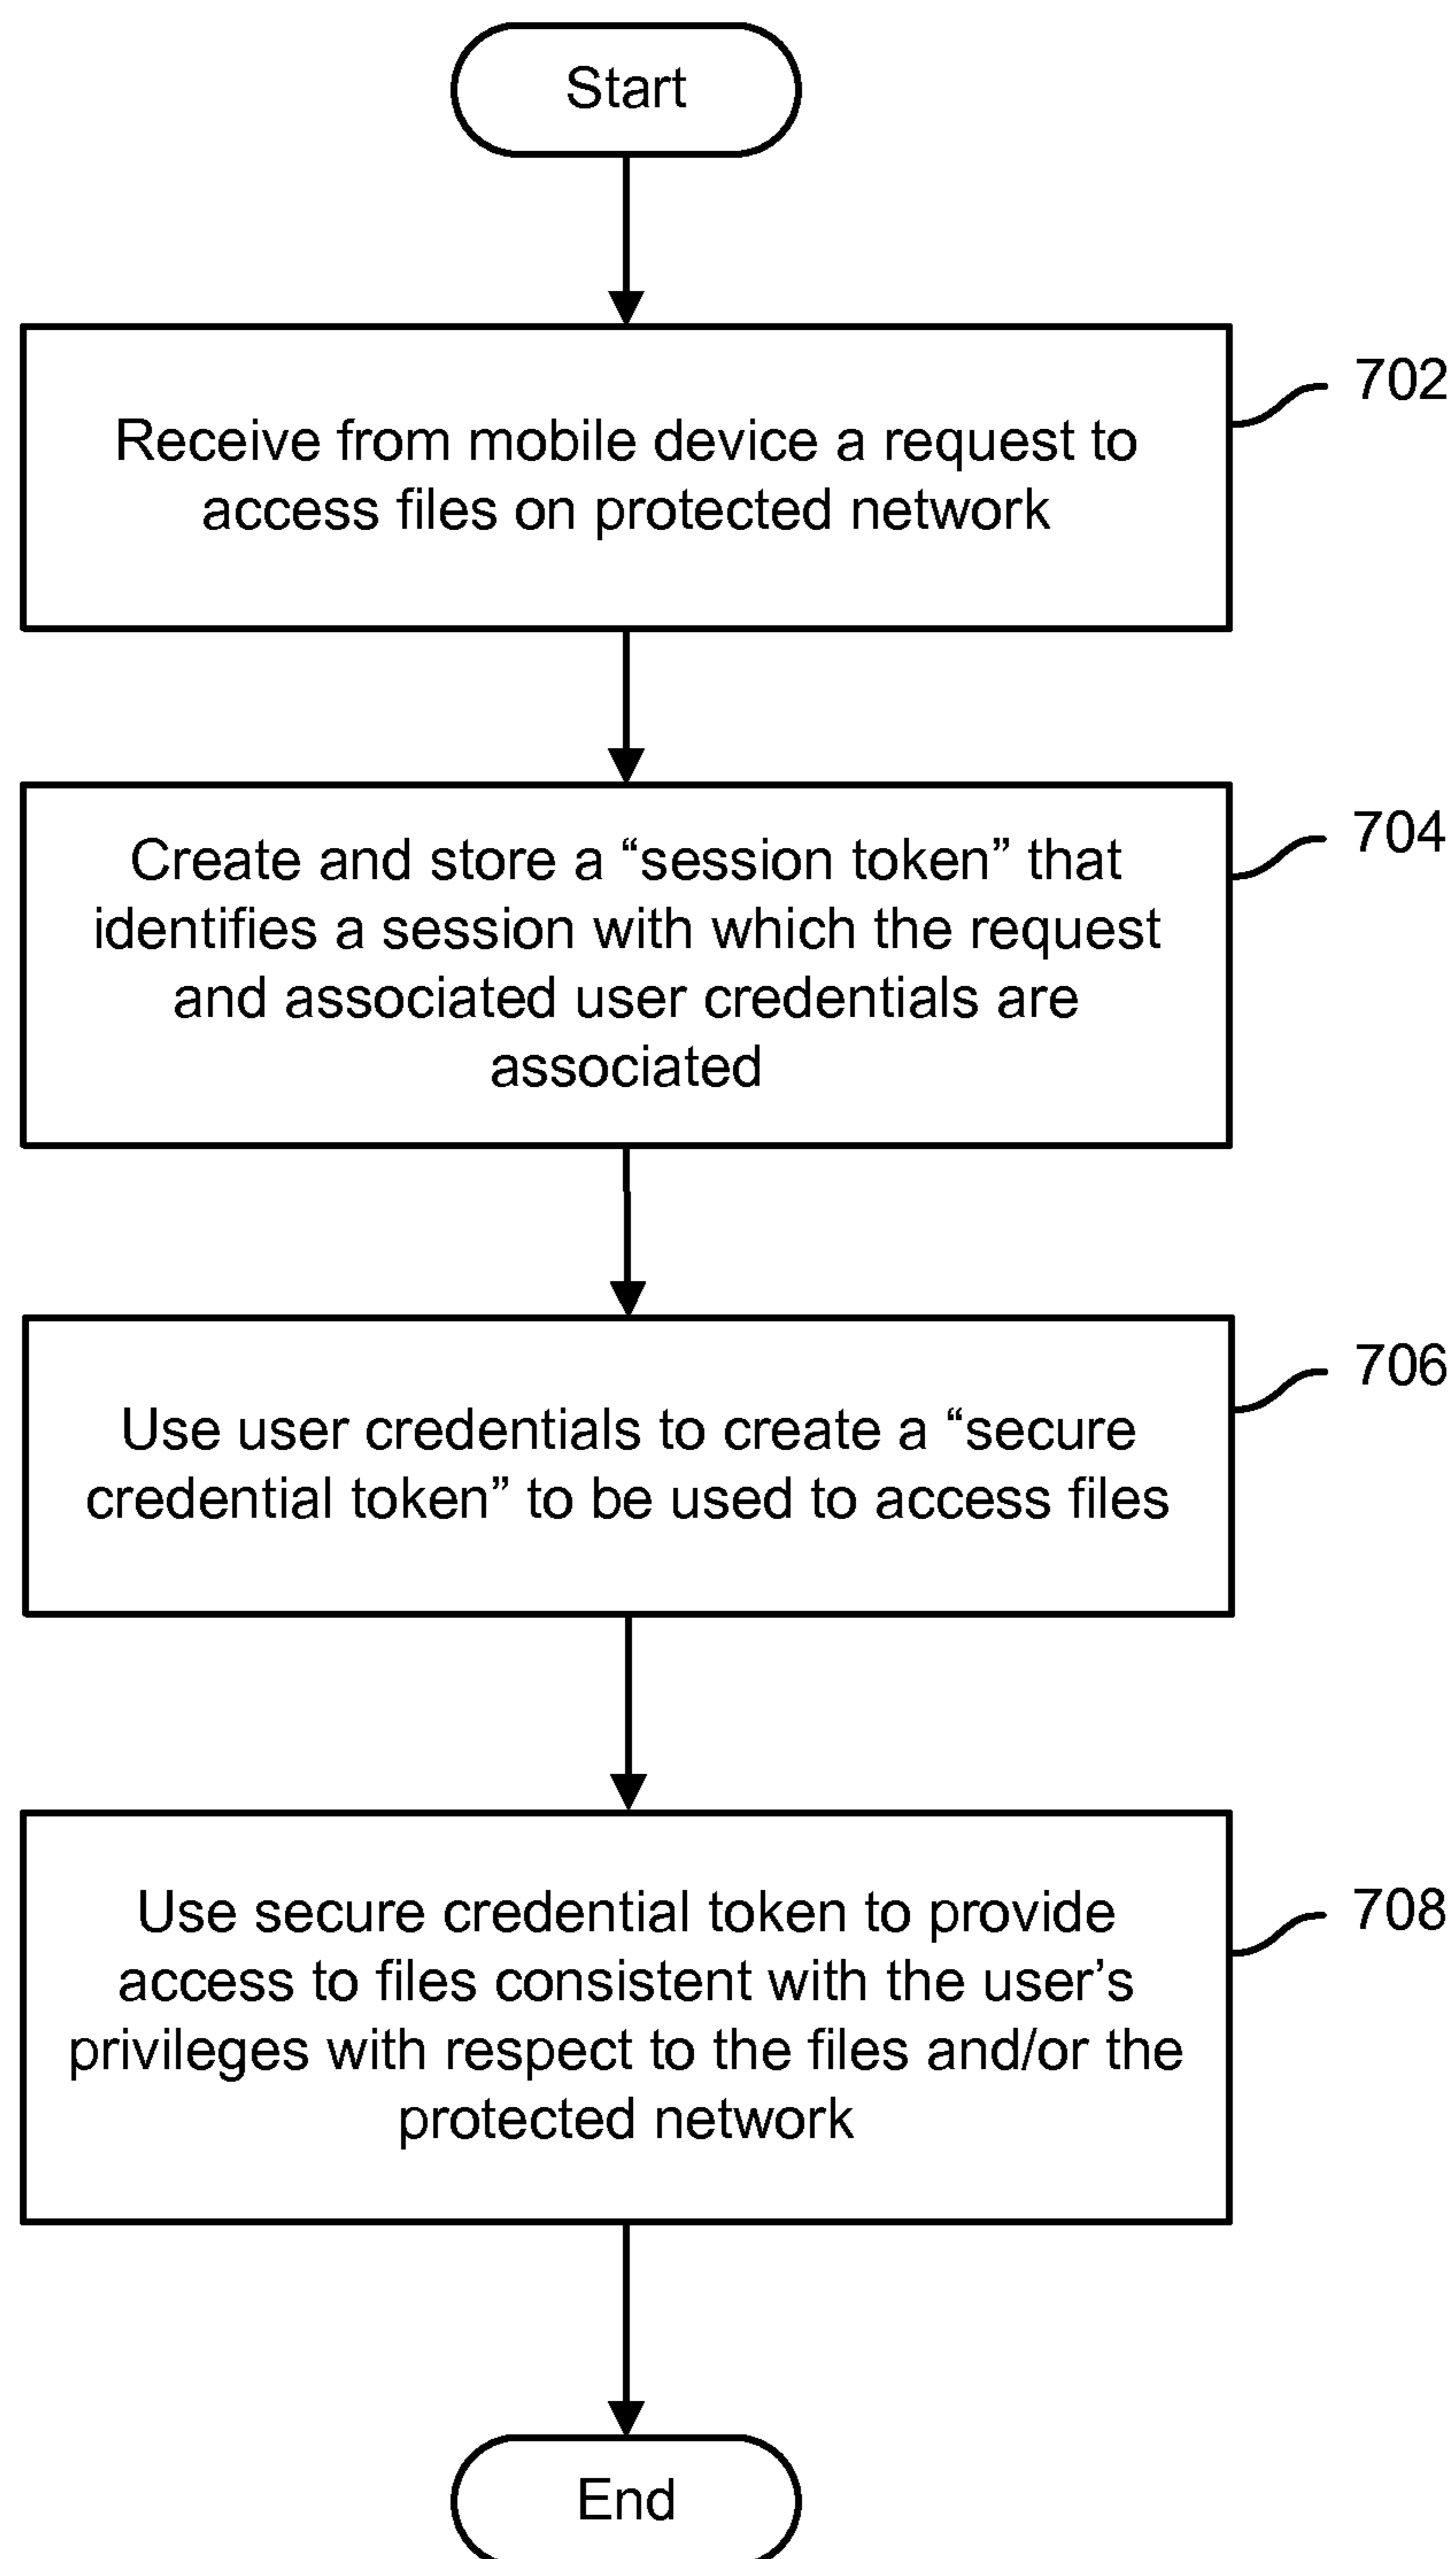 Start
702
Receive from mobile device a request to
access files on protected network
704
Create and store a “session token” that
identifies a session with which the request
and associated user credentials are
associated
706
Use user credentials to create a “secure
credential token” to be used to access files
708
Use secure credential token to provide
access to files consistent with the user’s
privileges with respect to the files and/or the
protected network
End